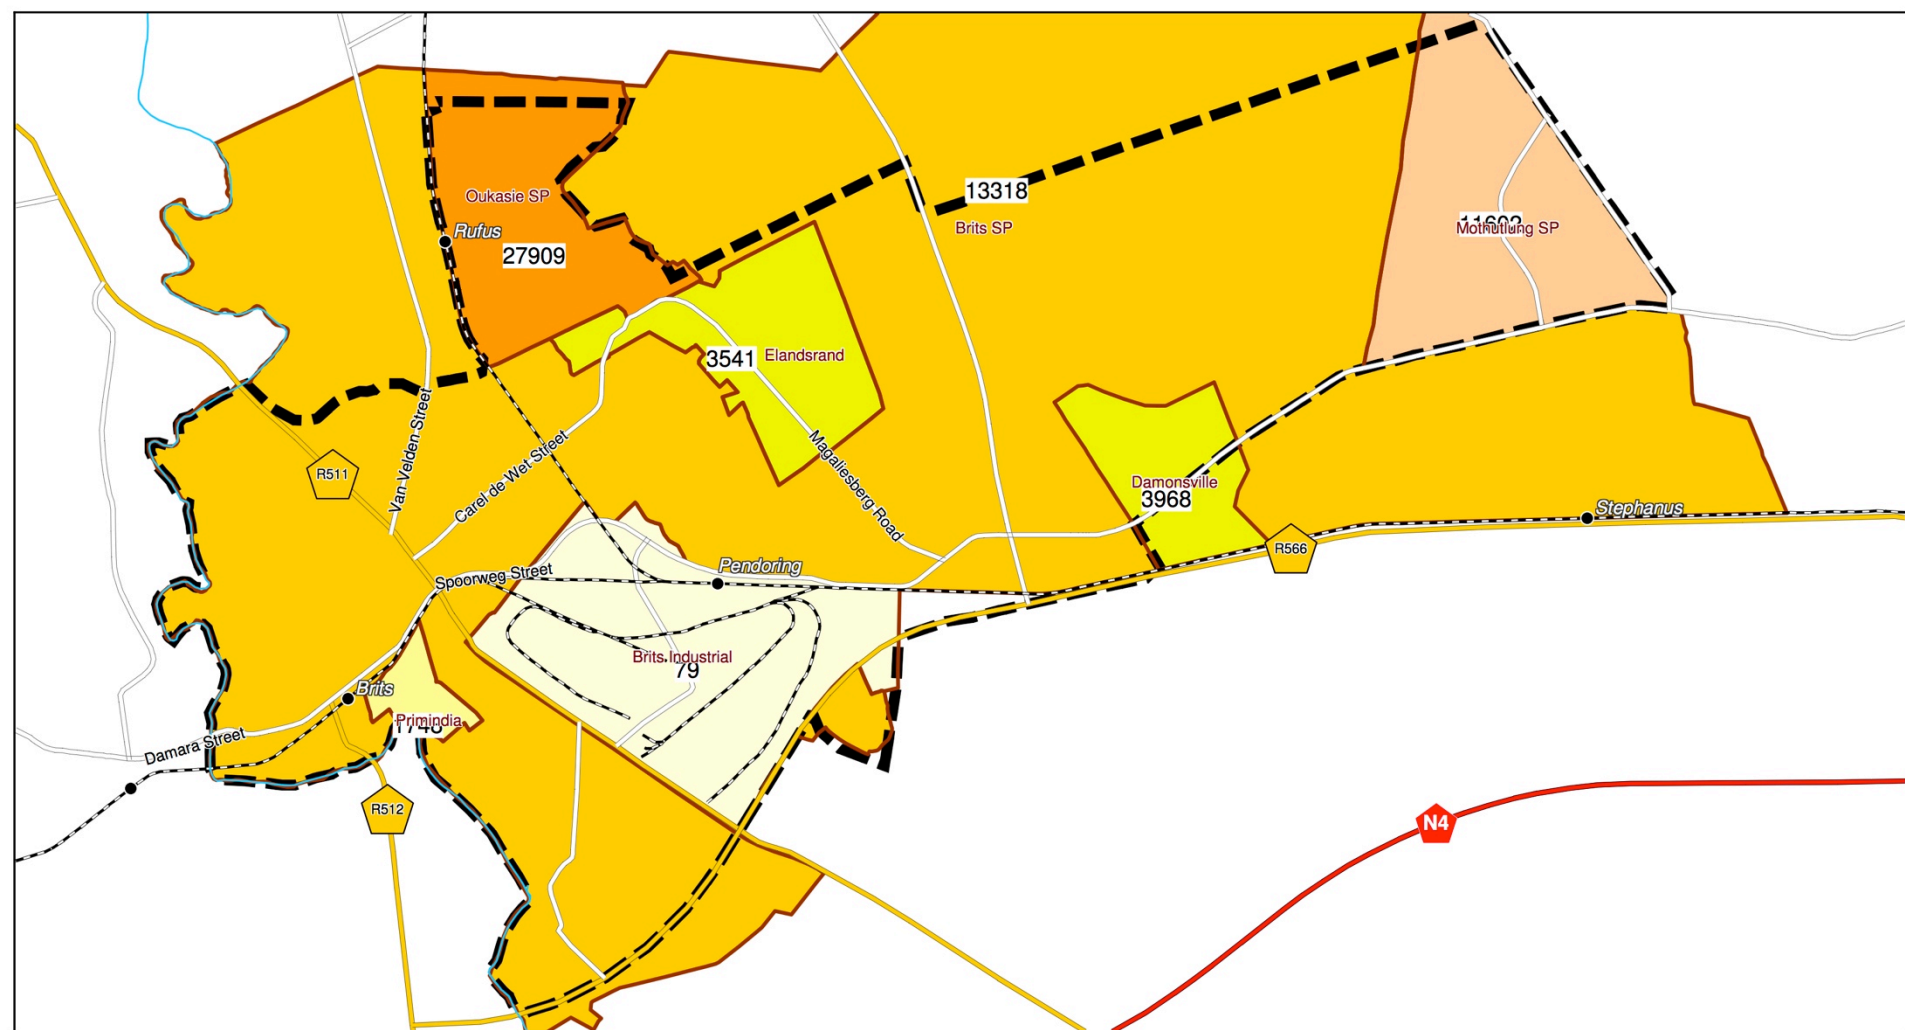 Oukasie SP
Rufus
27909
13318
Brits SP
Mothutlung SP
3541
Elandsrand
R511
Van Velden Street
Carel de Wet Street
Magaliesberg Road
Damonsville
3968
Stephanus
R566
Pendoring
Spoorweg Street
Brits Industrial
79
Brits
Primindia
1748
Damara Street
R512
N4